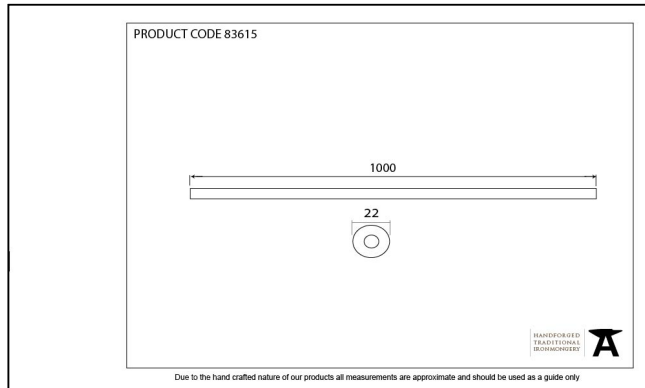 PRODUCT CODE 83615
1000
22
HANDFORGED
TRADITIONAL
IRONMONGERY
Due to the hand crafted nature of our products all measurements are approximate and should be used as a guide only